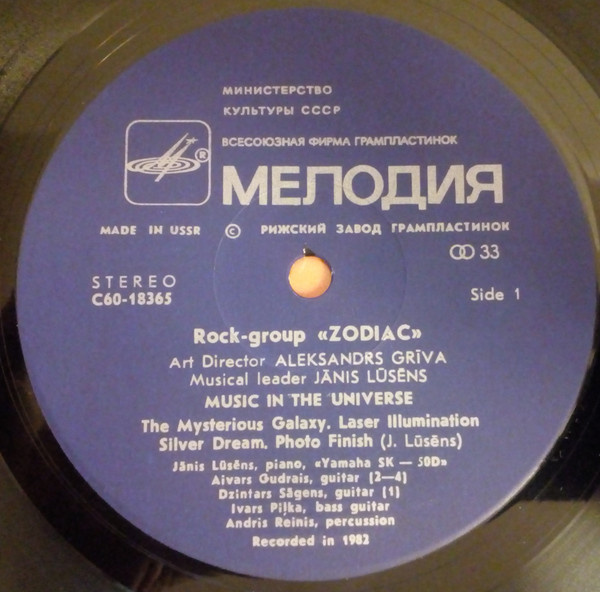 МИНИСТЕРСТВО
КУЛЬТУРЫ СССР
ВСЕСОЮЗНАЯ ФИРМА ГРАМПЛАСТИНОК
®
МЕЛОДИЯ
MADE IN USSR © РИЖСКИЙ ЗАВОД ГРАМПЛАСТИНОК
33
STEREO
С60-18365
Side 1
Rock-group «ZODIAC»
Art Director ALEKSANDRS GRĪVA
Musical leader JĀNIS LŪSĒNS
MUSIC IN THE UNIVERSE
The Mysterious Galaxy. Laser Illumination
Silver Dream. Photo Finish (J. Lūsēns)
Jānis Lūsēns, piano, «Yamaha SK — 50D»
Aivars Gudrais, guitar (2—4)
Dzintars Sāgens, guitar (1)
Ivars Piļka, bass guitar
Andris Reinis, percussion
Recorded in 1982